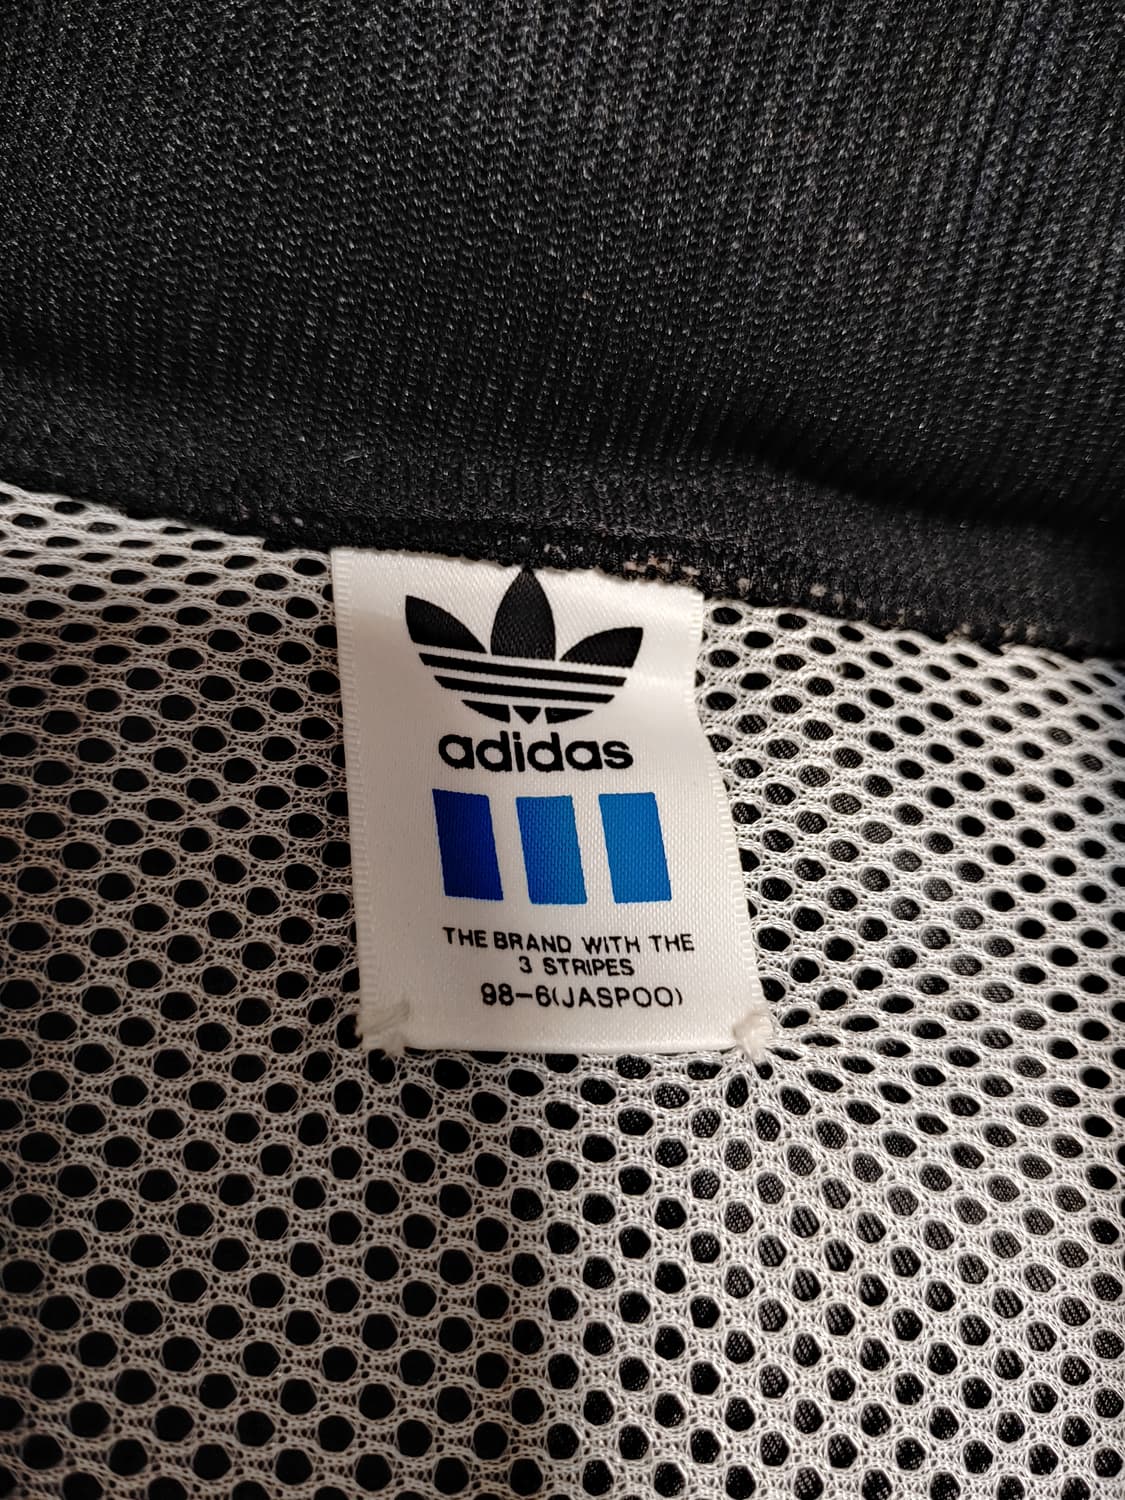 adidas
THE BRAND WITH THE
3 STRIPES
98-6(JASPOO)